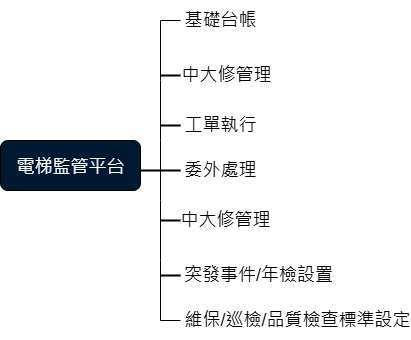 基礎台帳
中大修管理
工單執行
電梯監管平台
委外處理
中大修管理
突發事件/年檢設置
維保/巡檢/品質檢查標準設定